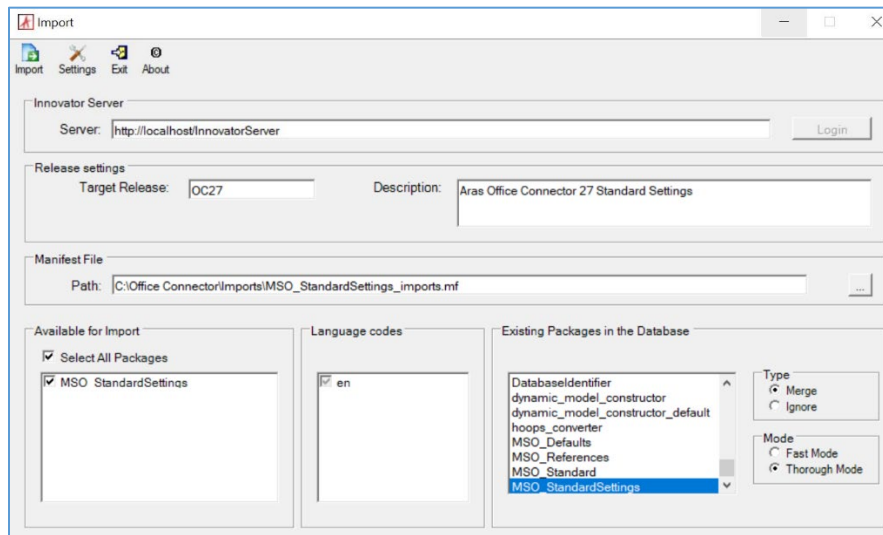 Import
Import Settings Exit About
Innovator Server
Server: http://localhost/InnovatorServer Login
Release settings
Target Release: OC27 Description: Aras Office Connector 27 Standard Settings
Manifest File
Path: C:\Office Connector\Imports\MSO_StandardSettings_imports.mf ...
Available for Import
Select All Packages
MSO_StandardSettings
Language codes
en
Existing Packages in the Database
DatabaseIdentifier
dynamic_model_constructor
dynamic_model_constructor_default
hoops_converter
MSO_Defaults
MSO_References
MSO_Standard
MSO_StandardSettings
Type
Merge
Ignore
Mode
Fast Mode
Thorough Mode